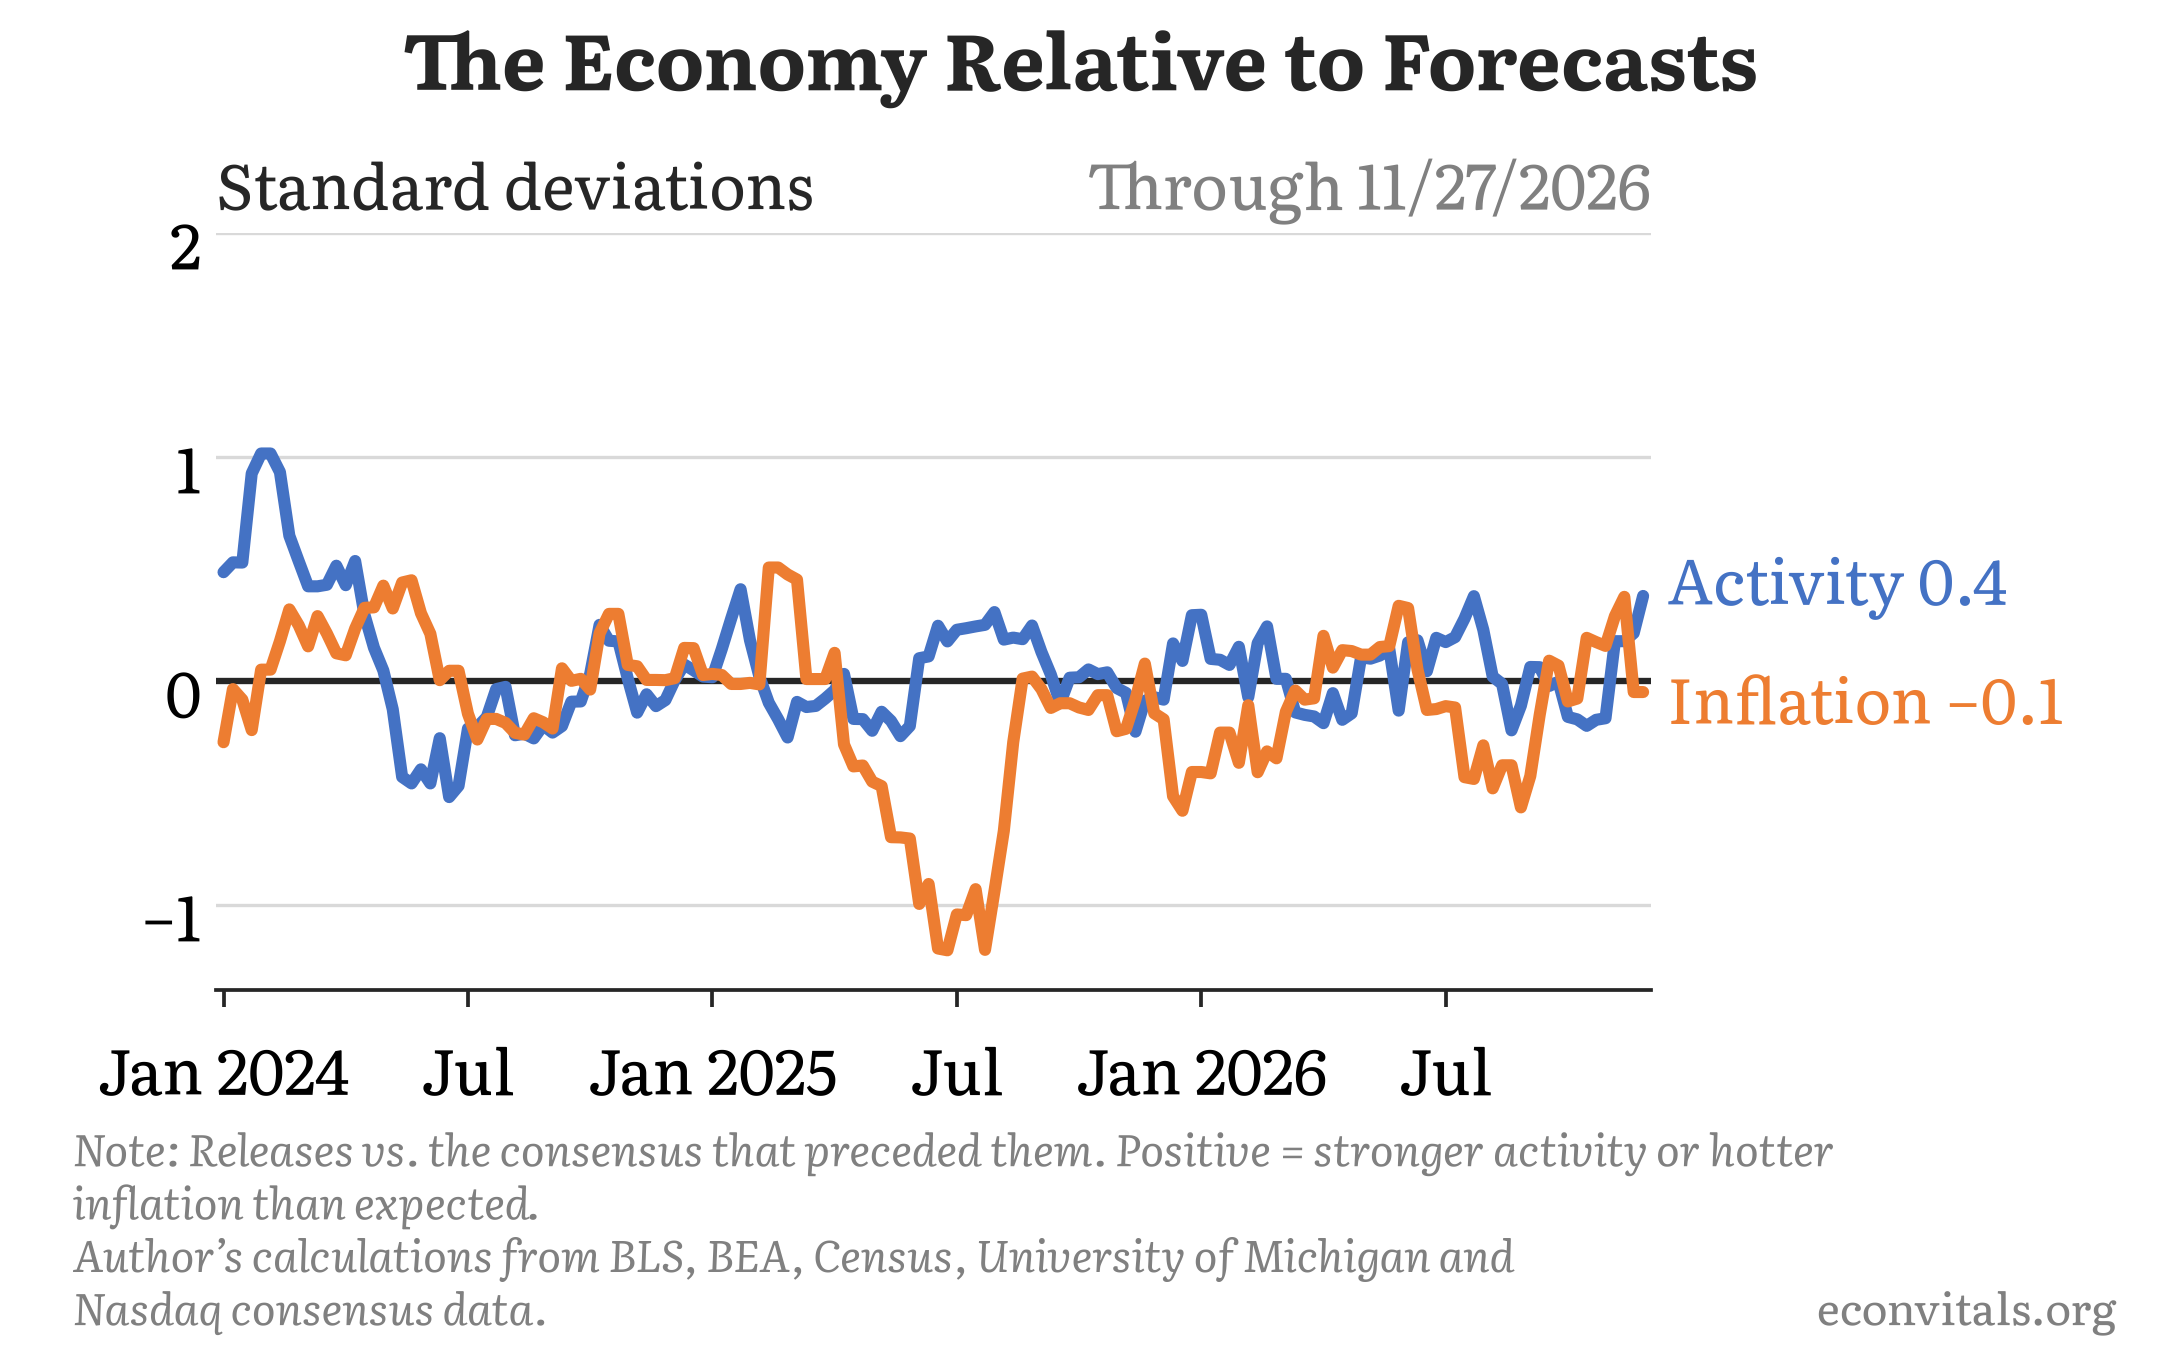 The Economy Relative to Forecasts
Standard deviations
Through 11/27/2026
2
1
0
−1
Activity 0.4
Inflation −0.1
Jan 2024
Jul
Jan 2025
Jul
Jan 2026
Jul
Note: Releases vs. the consensus that preceded them. Positive = stronger activity or hotter
inflation than expected.
Author’s calculations from BLS, BEA, Census, University of Michigan and
Nasdaq consensus data.
econvitals.org